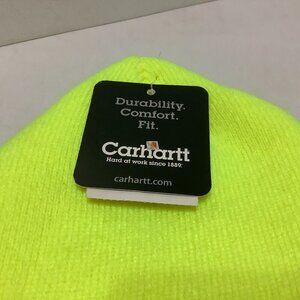 Durability.
Comfort.
Fit.
Carhartt
Hard at work since 1889.
carhartt.com